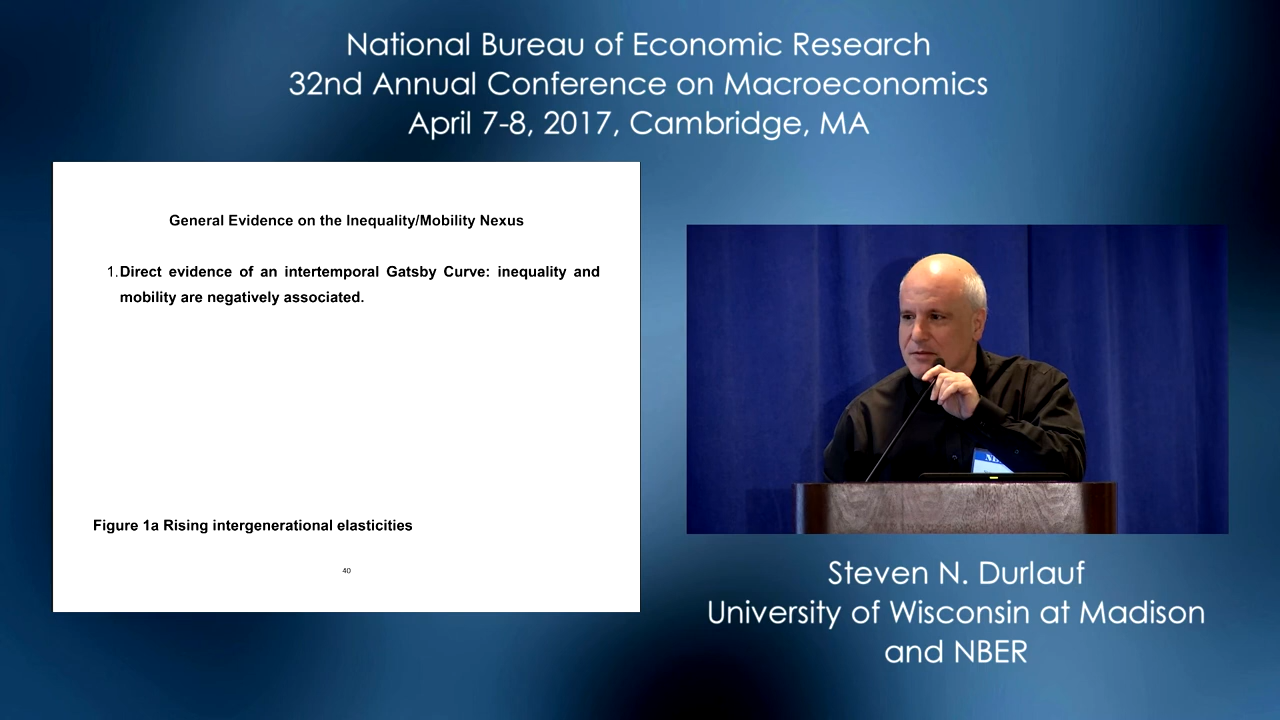 National Bureau of Economic Research
32nd Annual Conference on Macroeconomics
April 7-8, 2017, Cambridge, MA
General Evidence on the Inequality/Mobility Nexus
1. Direct evidence of an intertemporal Gatsby Curve: inequality and
mobility are negatively associated.
Figure 1a Rising intergenerational elasticities
40
Steven N. Durlauf
University of Wisconsin at Madison
and NBER